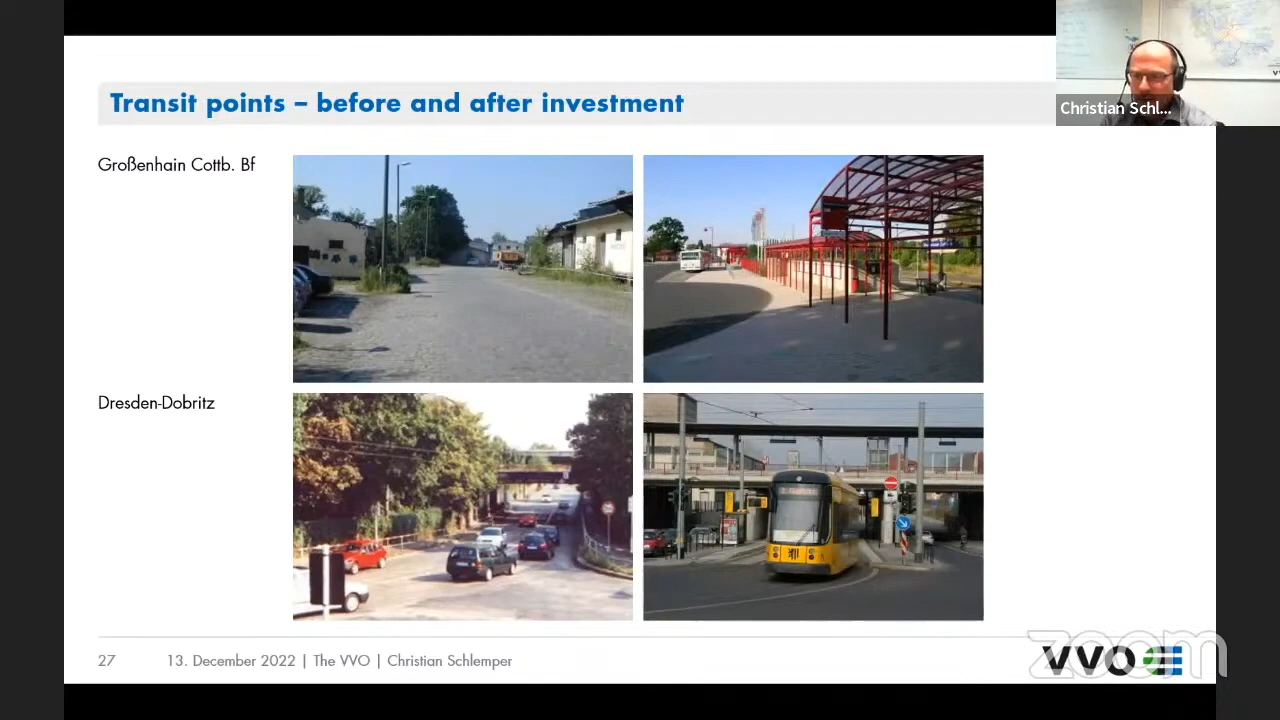 Transit points – before and after investment
Christian Schl...
Großenhain Cottb. Bf
Dresden-Dobritz
27
13. December 2022 | The VVO | Christian Schlemper
VVO
zoom